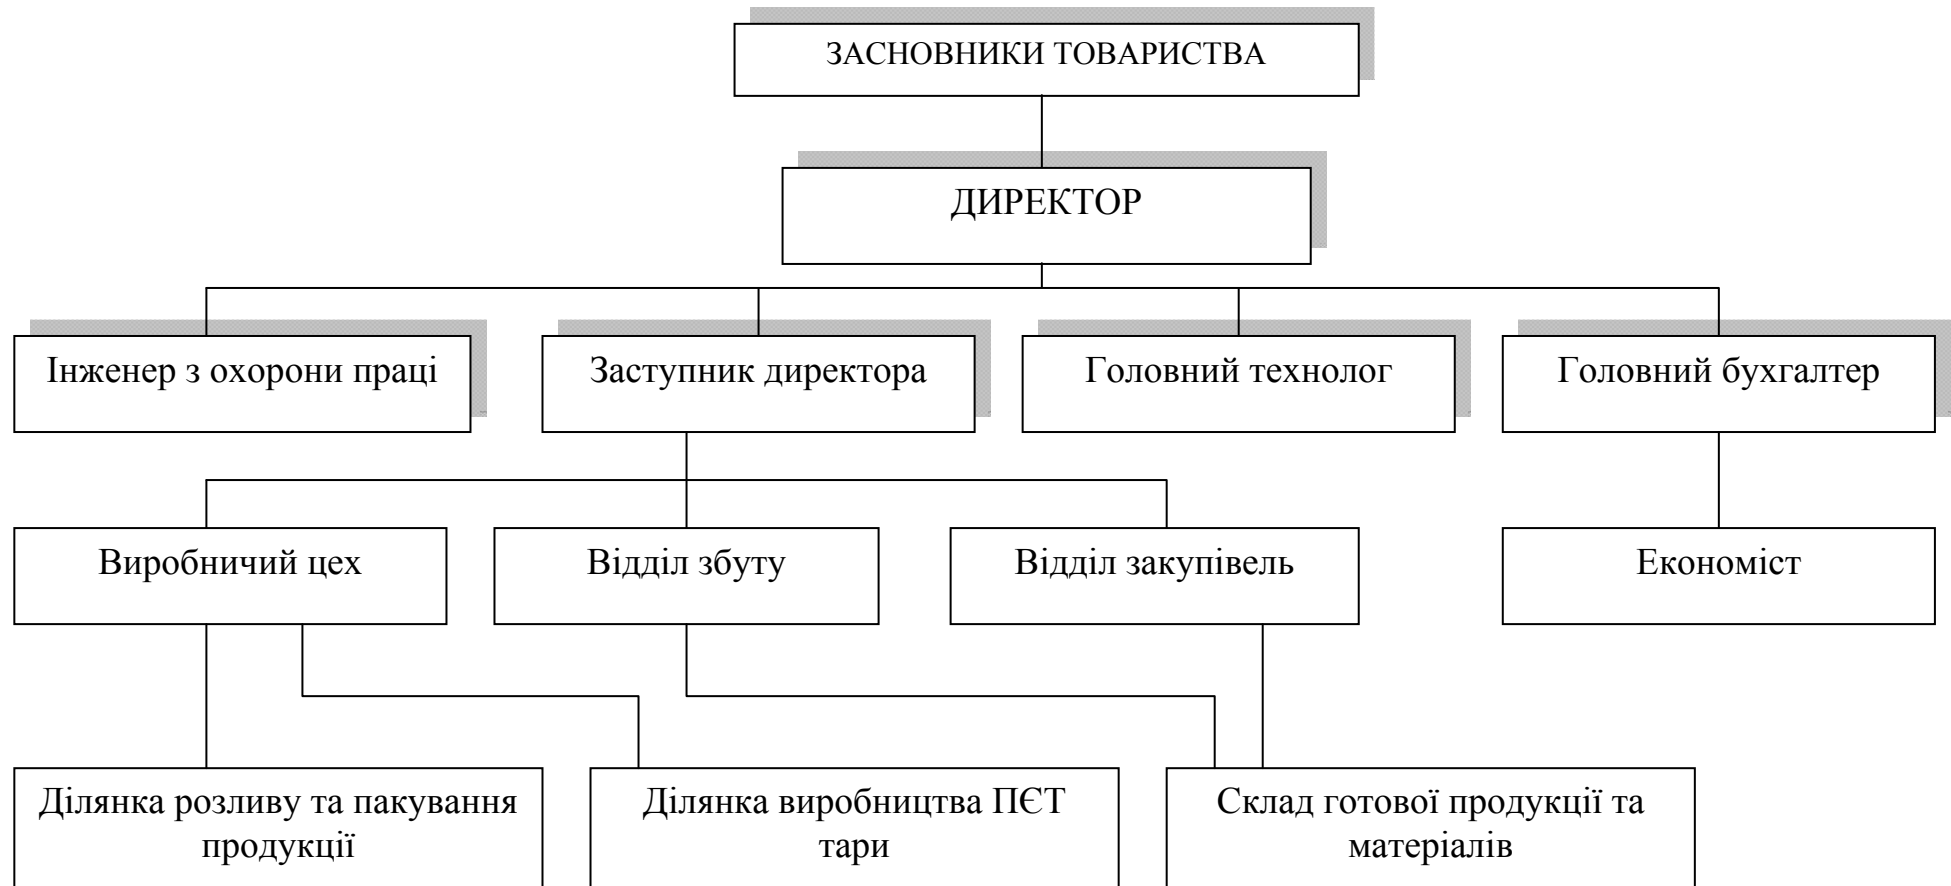 ЗАСНОВНИКИ ТОВАРИСТВА
ДИРЕКТОР
Інженер з охорони праці
Заступник директора
Головний технолог
Головний бухгалтер
Виробничий цех
Відділ збуту
Відділ закупівель
Економіст
Ділянка розливу та пакування
продукції
Ділянка виробництва ПЄТ
тари
Склад готової продукції та
матеріалів